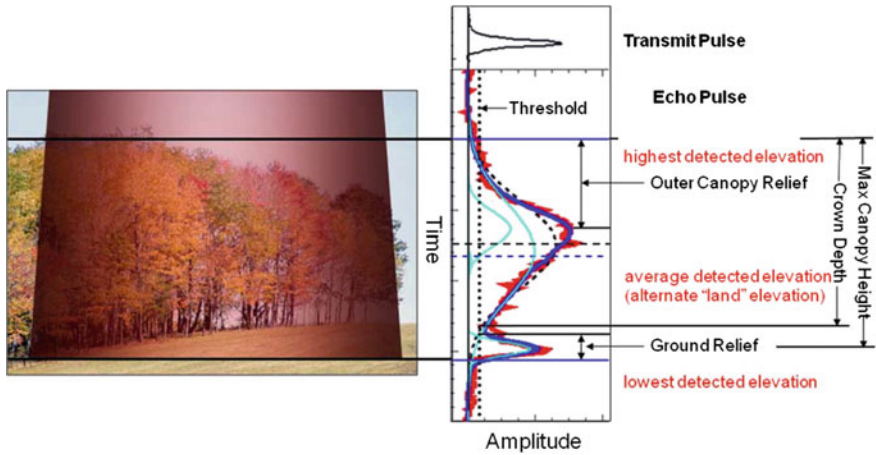 Transmit Pulse
Echo Pulse
Threshold
highest detected elevation
Outer Canopy Relief
Time
average detected elevation
(alternate “land” elevation)
Crown Depth
Max Canopy Height
Ground Relief
lowest detected elevation
Amplitude